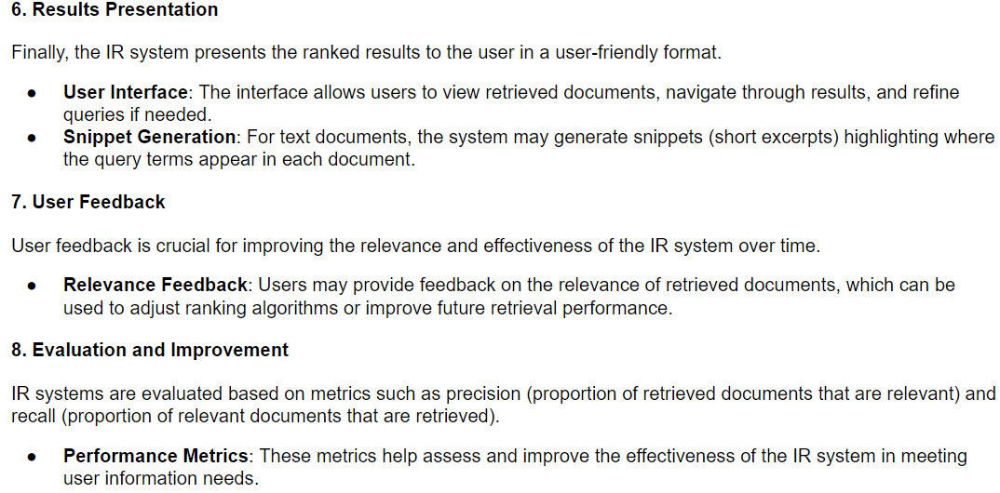 6. Results Presentation
Finally, the IR system presents the ranked results to the user in a user-friendly format.
● User Interface: The interface allows users to view retrieved documents, navigate through results, and refine
queries if needed.
● Snippet Generation: For text documents, the system may generate snippets (short excerpts) highlighting where
the query terms appear in each document.
7. User Feedback
User feedback is crucial for improving the relevance and effectiveness of the IR system over time.
● Relevance Feedback: Users may provide feedback on the relevance of retrieved documents, which can be
used to adjust ranking algorithms or improve future retrieval performance.
8. Evaluation and Improvement
IR systems are evaluated based on metrics such as precision (proportion of retrieved documents that are relevant) and
recall (proportion of relevant documents that are retrieved).
● Performance Metrics: These metrics help assess and improve the effectiveness of the IR system in meeting
user information needs.